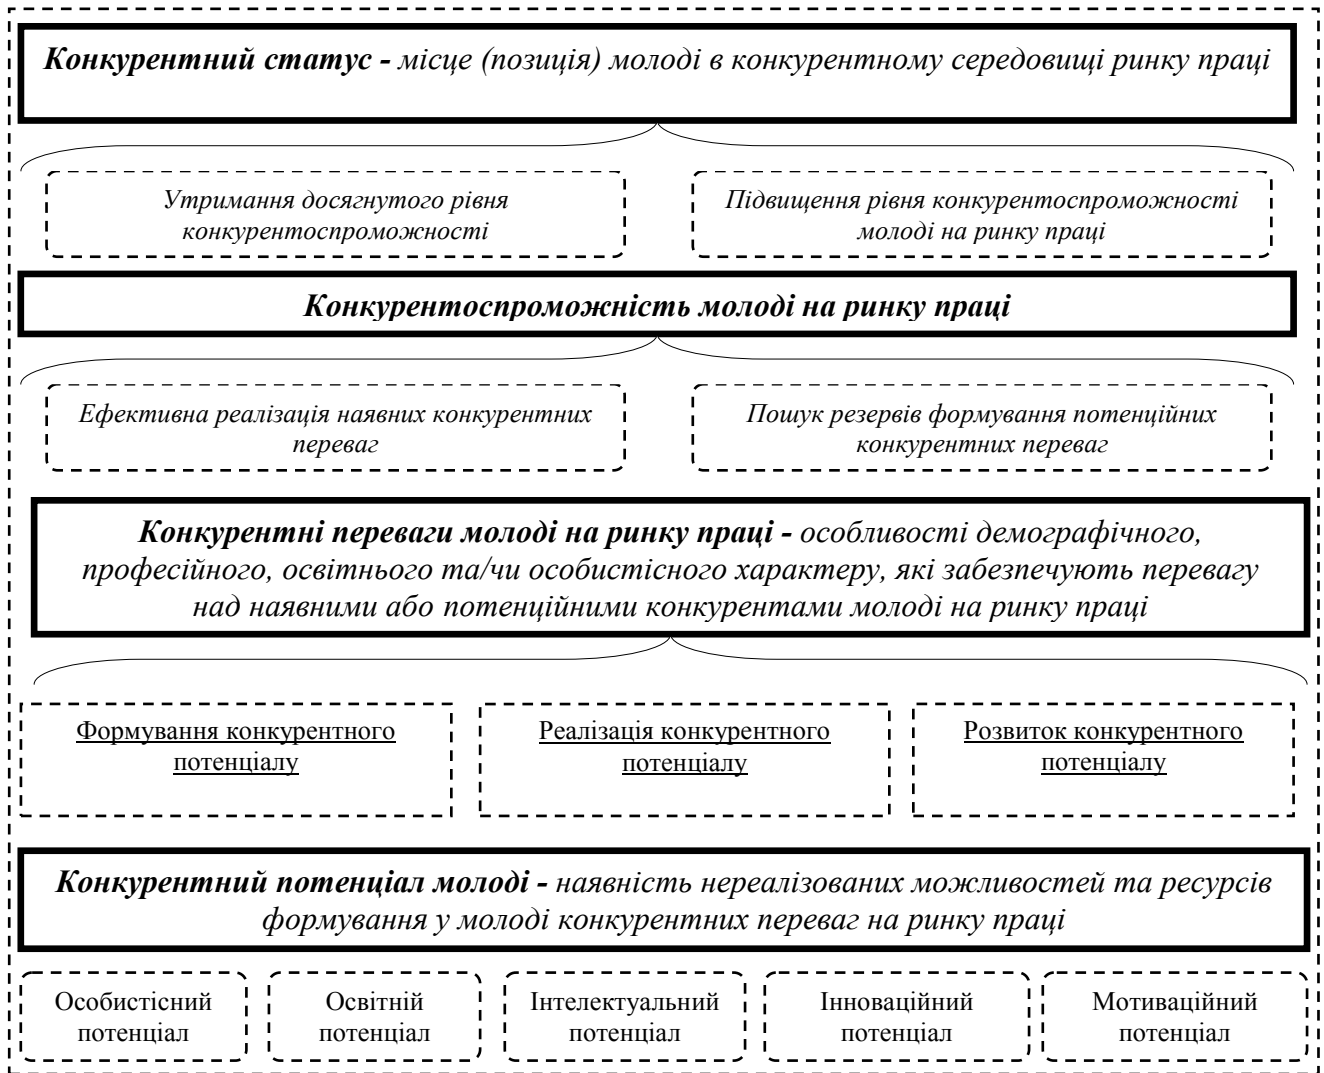 Конкурентний статус - місце (позиція) молоді в конкурентному середовищі ринку праці
Утримання досягнутого рівня
конкурентоспроможності
Підвищення рівня конкурентоспроможності
молоді на ринку праці
Конкурентоспроможність молоді на ринку праці
Ефективна реалізація наявних конкурентних
переваг
Пошук резервів формування потенційних
конкурентних переваг
Конкурентні переваги молоді на ринку праці - особливості демографічного,
професійного, освітнього та/чи особистісного характеру, які забезпечують перевагу
над наявними або потенційними конкурентами молоді на ринку праці
Формування конкурентного
потенціалу
Реалізація конкурентного
потенціалу
Розвиток конкурентного
потенціалу
Конкурентний потенціал молоді - наявність нереалізованих можливостей та ресурсів
формування у молоді конкурентних переваг на ринку праці
Особистісний
потенціал
Освітній
потенціал
Інтелектуальний
потенціал
Інноваційний
потенціал
Мотиваційний
потенціал